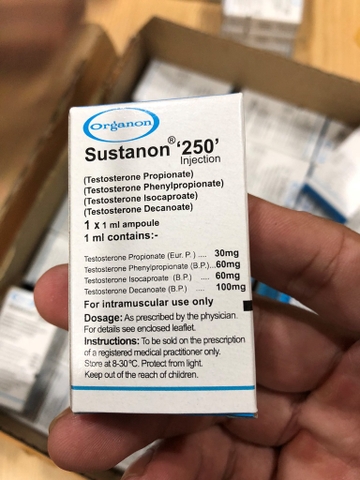 Organon
Sustanon® '250'
Injection
(Testosterone Propionate)
(Testosterone Phenylpropionate)
(Testosterone Isocaproate)
(Testosterone Decanoate)
1 x 1 ml ampoule
1 ml contains:-
Testosterone Propionate (Eur. P.) .... 30mg
Testosterone Phenylpropionate (B.P.)...60mg
Testosterone Isocaproate (B.P.) .... 60mg
Testosterone Decanoate (B.P.) .... 100mg
For intramuscular use only
Dosage: As prescribed by the physician.
For details see enclosed leaflet.
Instructions: To be sold on the prescription
of a registered medical practitioner only.
Store at 8-30°C. Protect from light.
Keep out of the reach of children.